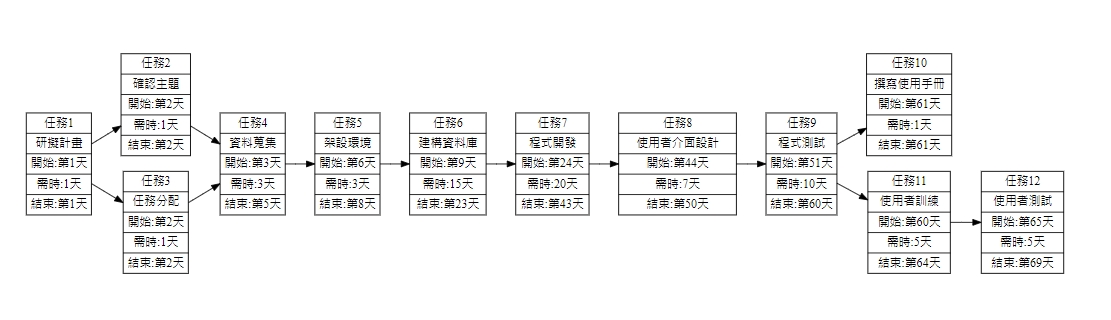 任務1
研擬計畫
開始:第1天
需時:1天
結束:第1天
任務2
確認主題
開始:第2天
需時:1天
結束:第2天
任務3
任務分配
開始:第2天
需時:1天
結束:第2天
任務4
資料蒐集
開始:第3天
需時:3天
結束:第5天
任務5
架設環境
開始:第6天
需時:3天
結束:第8天
任務6
建構資料庫
開始:第9天
需時:15天
結束:第23天
任務7
程式開發
開始:第24天
需時:20天
結束:第43天
任務8
使用者介面設計
開始:第44天
需時:7天
結束:第50天
任務9
程式測試
開始:第51天
需時:10天
結束:第60天
任務10
撰寫使用手冊
開始:第61天
需時:1天
結束:第61天
任務11
使用者訓練
開始:第60天
需時:5天
結束:第64天
任務12
使用者測試
開始:第65天
需時:5天
結束:第69天